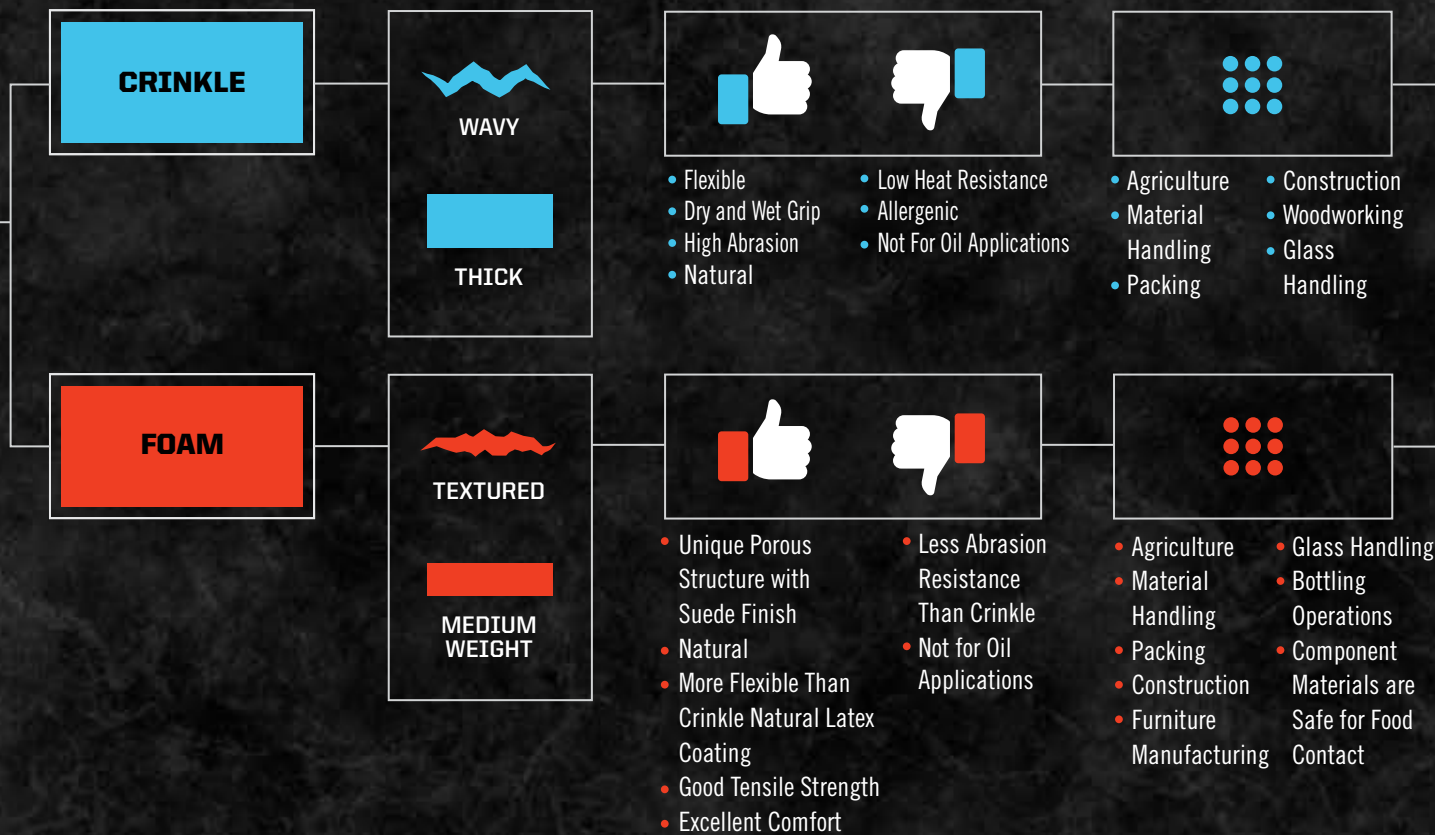 CRINKLE
WAVY
THICK
• Flexible
• Dry and Wet Grip
• High Abrasion
• Natural
• Low Heat Resistance
• Allergenic
• Not For Oil Applications
• Agriculture
• Material
Handling
• Packing
• Construction
• Woodworking
• Glass
Handling
FOAM
TEXTURED
MEDIUM
WEIGHT
• Unique Porous
Structure with
Suede Finish
• Natural
• More Flexible Than
Crinkle Natural Latex
Coating
• Good Tensile Strength
• Excellent Comfort
• Less Abrasion
Resistance
Than Crinkle
• Not for Oil
Applications
• Agriculture
• Material
Handling
• Packing
• Construction
• Furniture
Manufacturing
• Glass Handling
• Bottling
Operations
• Component
Materials are
Safe for Food
Contact